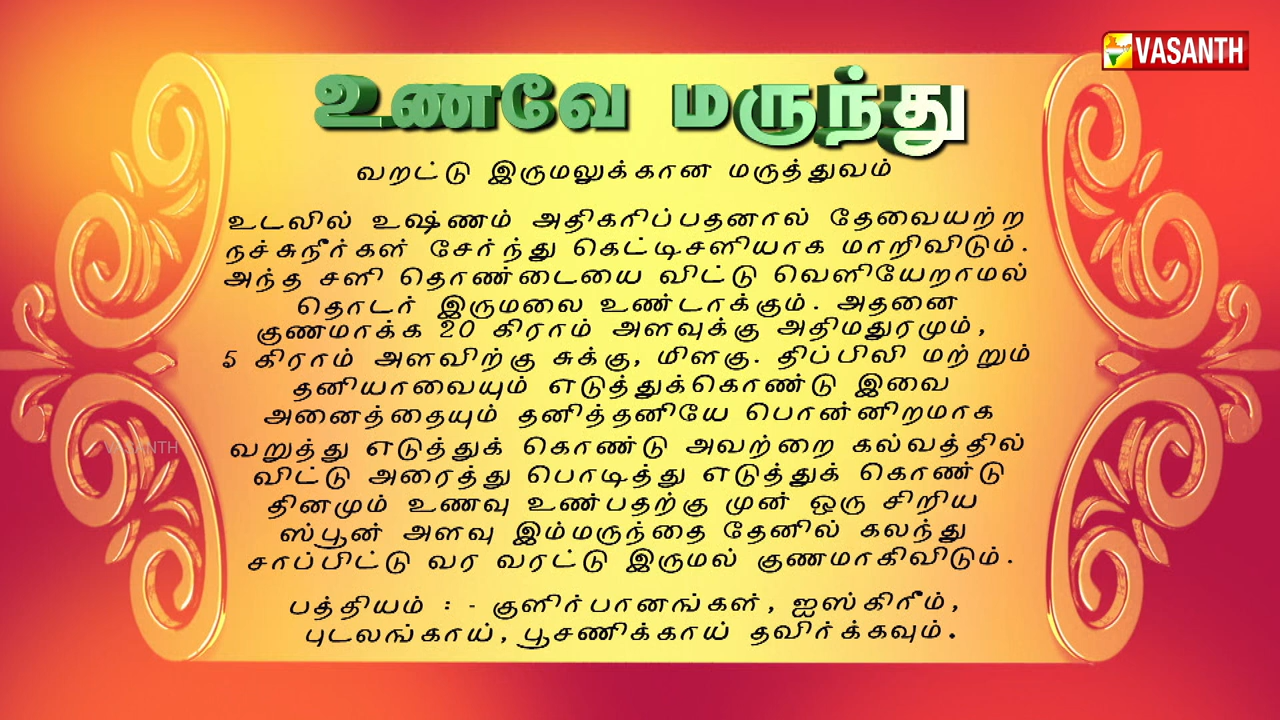 VASANTH
உணவே மருந்து
வறட்டு இருமலுக்கான மருத்துவம்
உடலில் உஷ்ணம் அதிகரிப்பதனால் தேவையற்ற
நச்சுநீர்கள் சேர்ந்து கெட்டிசளியாக மாறிவிடும்.
அந்த சளி தொண்டையை விட்டு வெளியேறாமல்
தொடர் இருமலை உண்டாக்கும். அதனை
குணமாக்க 20 கிராம் அளவுக்கு அதிமதுரமும்,
5 கிராம் அளவிற்கு சுக்கு, மிளகு. திப்பிலி மற்றும்
தனியாவையும் எடுத்துக்கொண்டு இவை
அனைத்தையும் தனித்தனியே பொன்னிறமாக
VASANTH
வறுத்து எடுத்துக் கொண்டு அவற்றை கல்வத்தில்
விட்டு அரைத்து பொடித்து எடுத்துக் கொண்டு
தினமும் உணவு உண்பதற்கு முன் ஒரு சிறிய
ஸ்பூன் அளவு இம்மருந்தை தேனில் கலந்து
சாப்பிட்டு வர வரட்டு இருமல் குணமாகிவிடும்.
பத்தியம் : - குளிர்பானங்கள், ஐஸ்கிரீம்,
புடலங்காய், பூசணிக்காய் தவிர்க்கவும்.